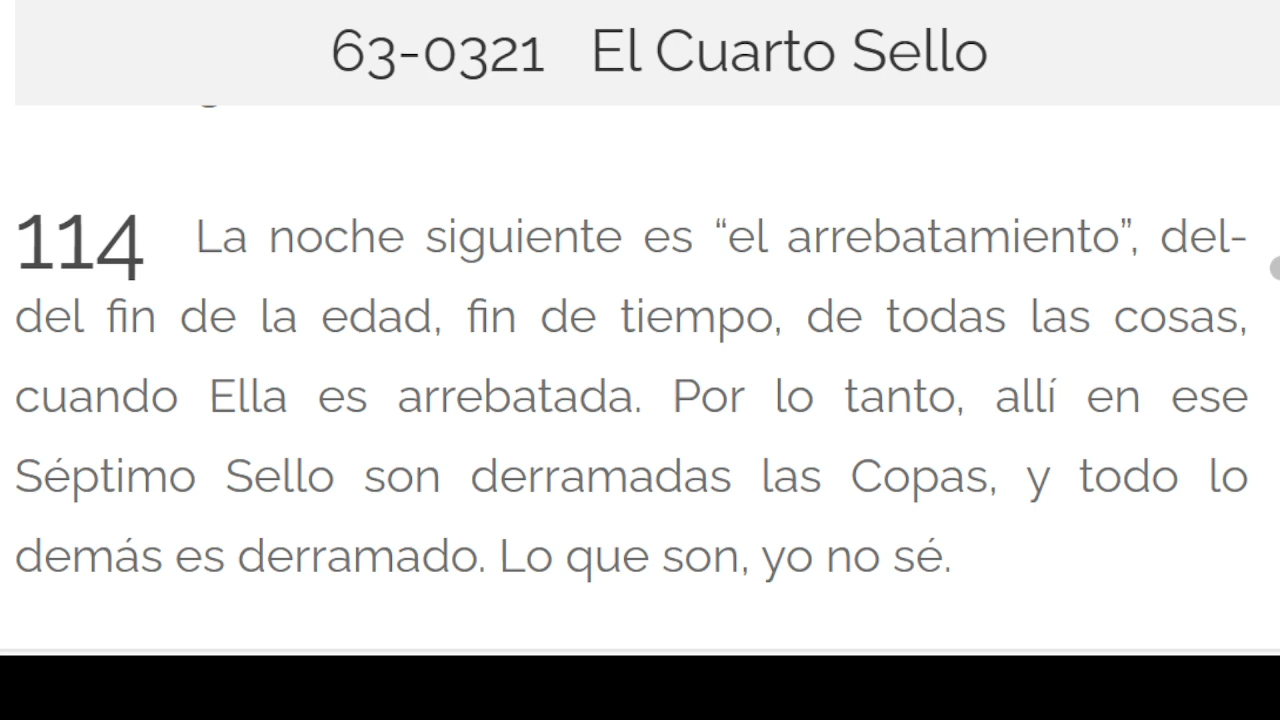 63-0321 El Cuarto Sello
114 La noche siguiente es “el arrebatamiento”, del-
del fin de la edad, fin de tiempo, de todas las cosas,
cuando Ella es arrebatada. Por lo tanto, allí en ese
Séptimo Sello son derramadas las Copas, y todo lo
demás es derramado. Lo que son, yo no sé.